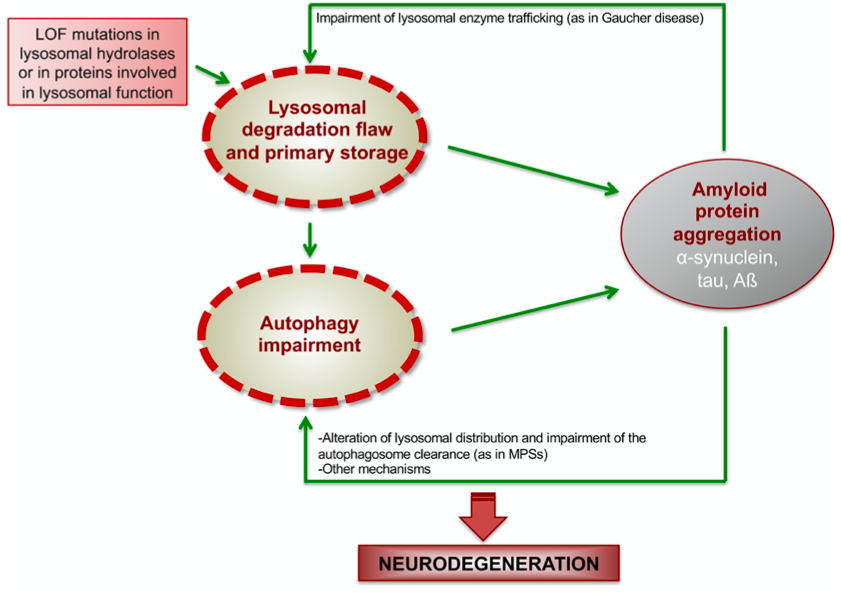 Impairment of lysosomal enzyme trafficking (as in Gaucher disease)
LOF mutations in
lysosomal hydrolases
or in proteins involved
in lysosomal function
Lysosomal
degradation flaw
and primary storage
Amyloid
protein
aggregation
α-synuclein,
tau, Aß
Autophagy
impairment
-Alteration of lysosomal distribution and impairment of the
autophagosome clearance (as in MPSs)
-Other mechanisms
NEURODEGENERATION